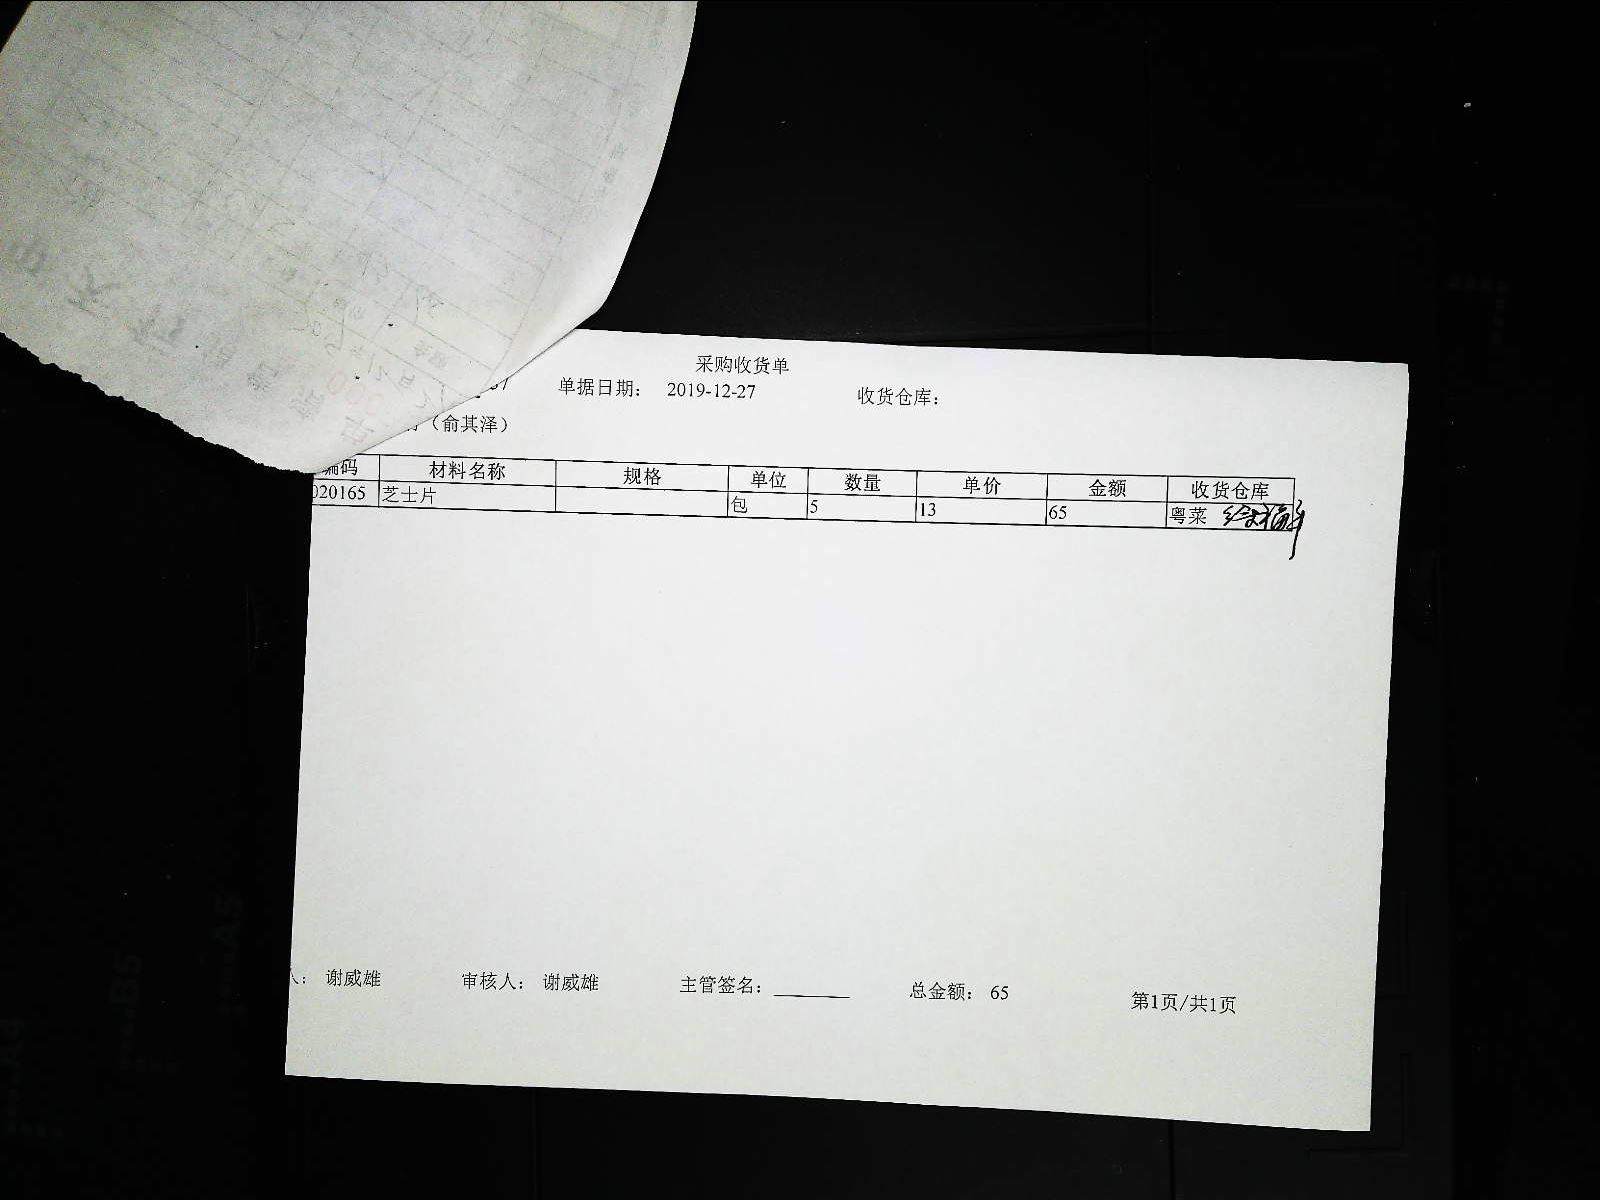 采购收货单
单据日期： 2019-12-27 收货仓库：
（俞其泽）
编码 材料名称 规格 单位 数量 单价 金额 收货仓库
020165 芝士片 包 5 13 65 粤菜
人： 谢威雄 审核人： 谢威雄 主管签名： 总金额： 65 第1页/共1页